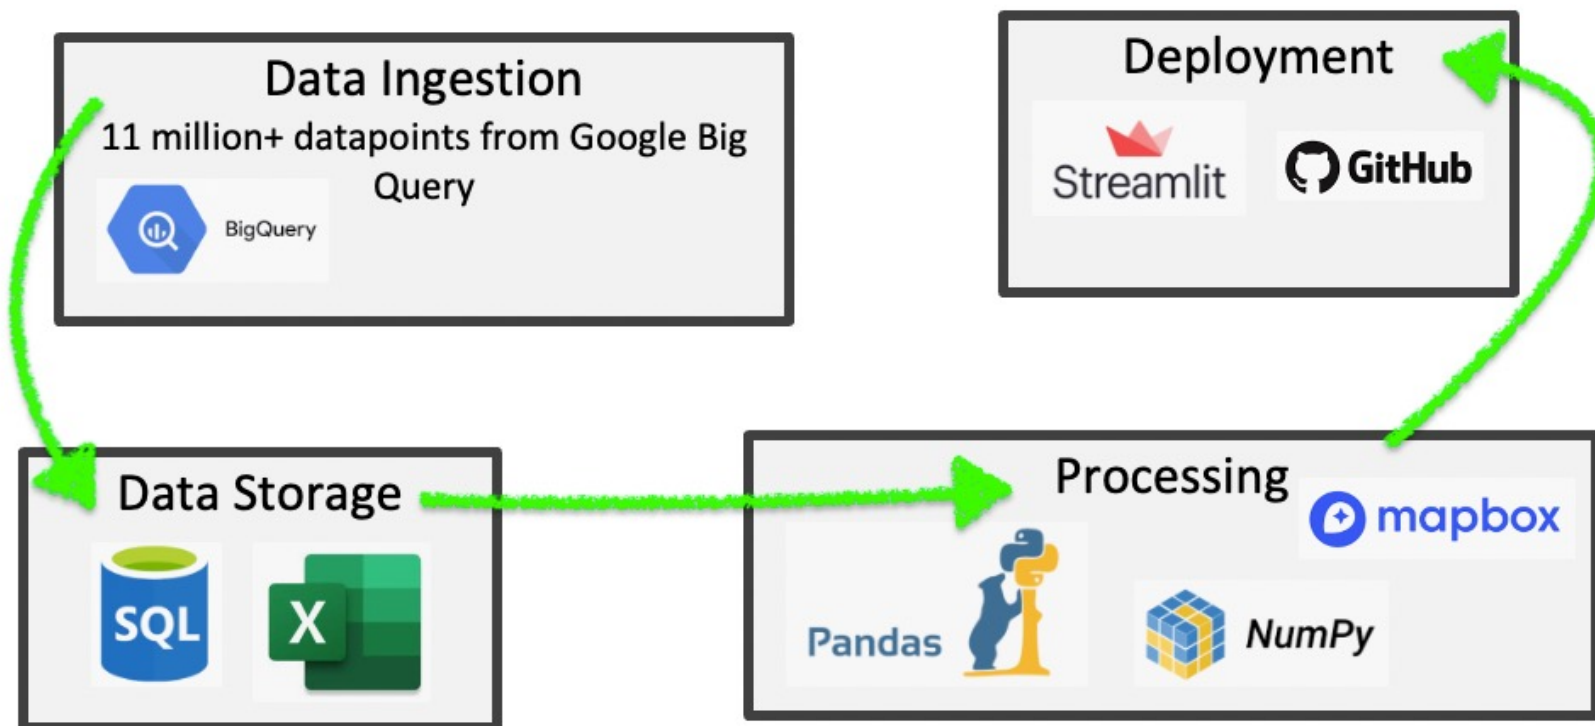 Data Ingestion
11 million+ datapoints from Google Big
Query
BigQuery
Deployment
Streamlit
GitHub
Data Storage
SQL
X
Processing
mapbox
Pandas
NumPy